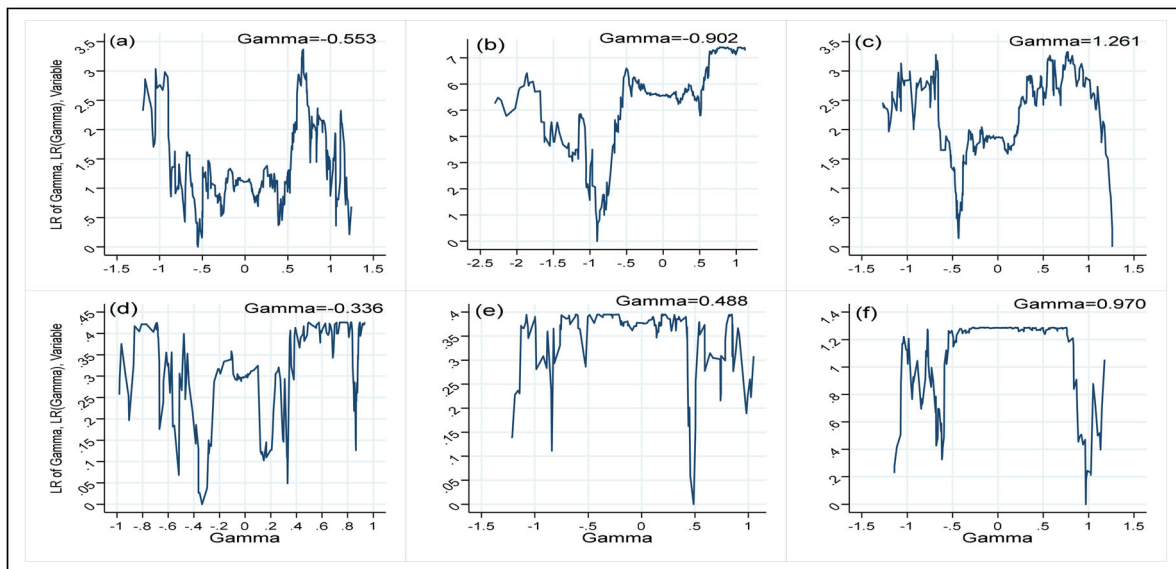 (a)
Gamma=-0.553
LR of Gamma, LR(Gamma), Variable
0 .5 1 1.5 2 2.5 3 3.5
-1.5 -1 -.5 0 .5 1 1.5
(b)
Gamma=-0.902
0 1 2 3 4 5 6 7
-2.5 -2 -1.5 -1 -.5 0 .5 1
(c)
Gamma=1.261
0 .5 1 1.5 2 2.5 3 3.5
-1.5 -1 -.5 0 .5 1 1.5
(d)
Gamma=-0.336
LR of Gamma, LR(Gamma), Variable
0 .05 .1 .15 .2 .25 .3 .35 .4 .45
-1 -.8 -.6 -.4 -.2 0 .2 .4 .6 .8 1
Gamma
(e)
Gamma=0.488
0 .1 .2 .3 .4
-1.5 -1 -.5 0 .5 1
Gamma
(f)
Gamma=0.970
0 .2 .4 .6 .8 1 1.2 1.4
-1.5 -1 -.5 0 .5 1 1.5
Gamma